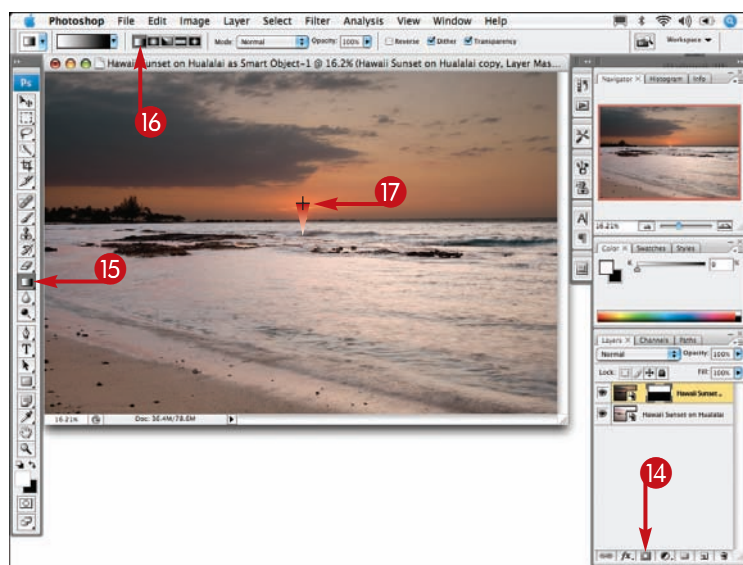 Photoshop File Edit Image Layer Select Filter Analysis View Window Help
Mode: Normal Opacity: 100% Reverse Dither Transparency Workspace
Hawaii Sunset on Hualalai as Smart Object-1 @ 16.2% (Hawaii Sunset on Hualalai copy, Layer Mas...
Ps
16
17
15
14
Navigator X Histogram Info
16.21%
Color X Swatches Styles
K 0 %
Layers X Channels Paths
Normal Opacity: 100%
Lock: Fill: 100%
Hawaii Sunset...
Hawaii Sunset on Hualalai
fx.
T
A
16.21% Doc: 30.4M/78.6M